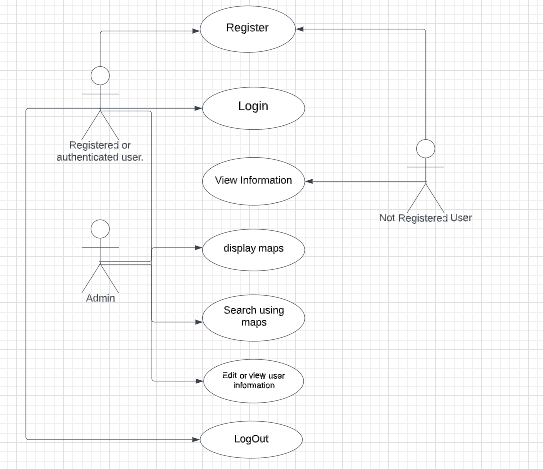 Register
Login
Registered or
authenticated user.
View Information
Not Registered User
display maps
Admin
Search using
maps
Edit or view user
information
LogOut